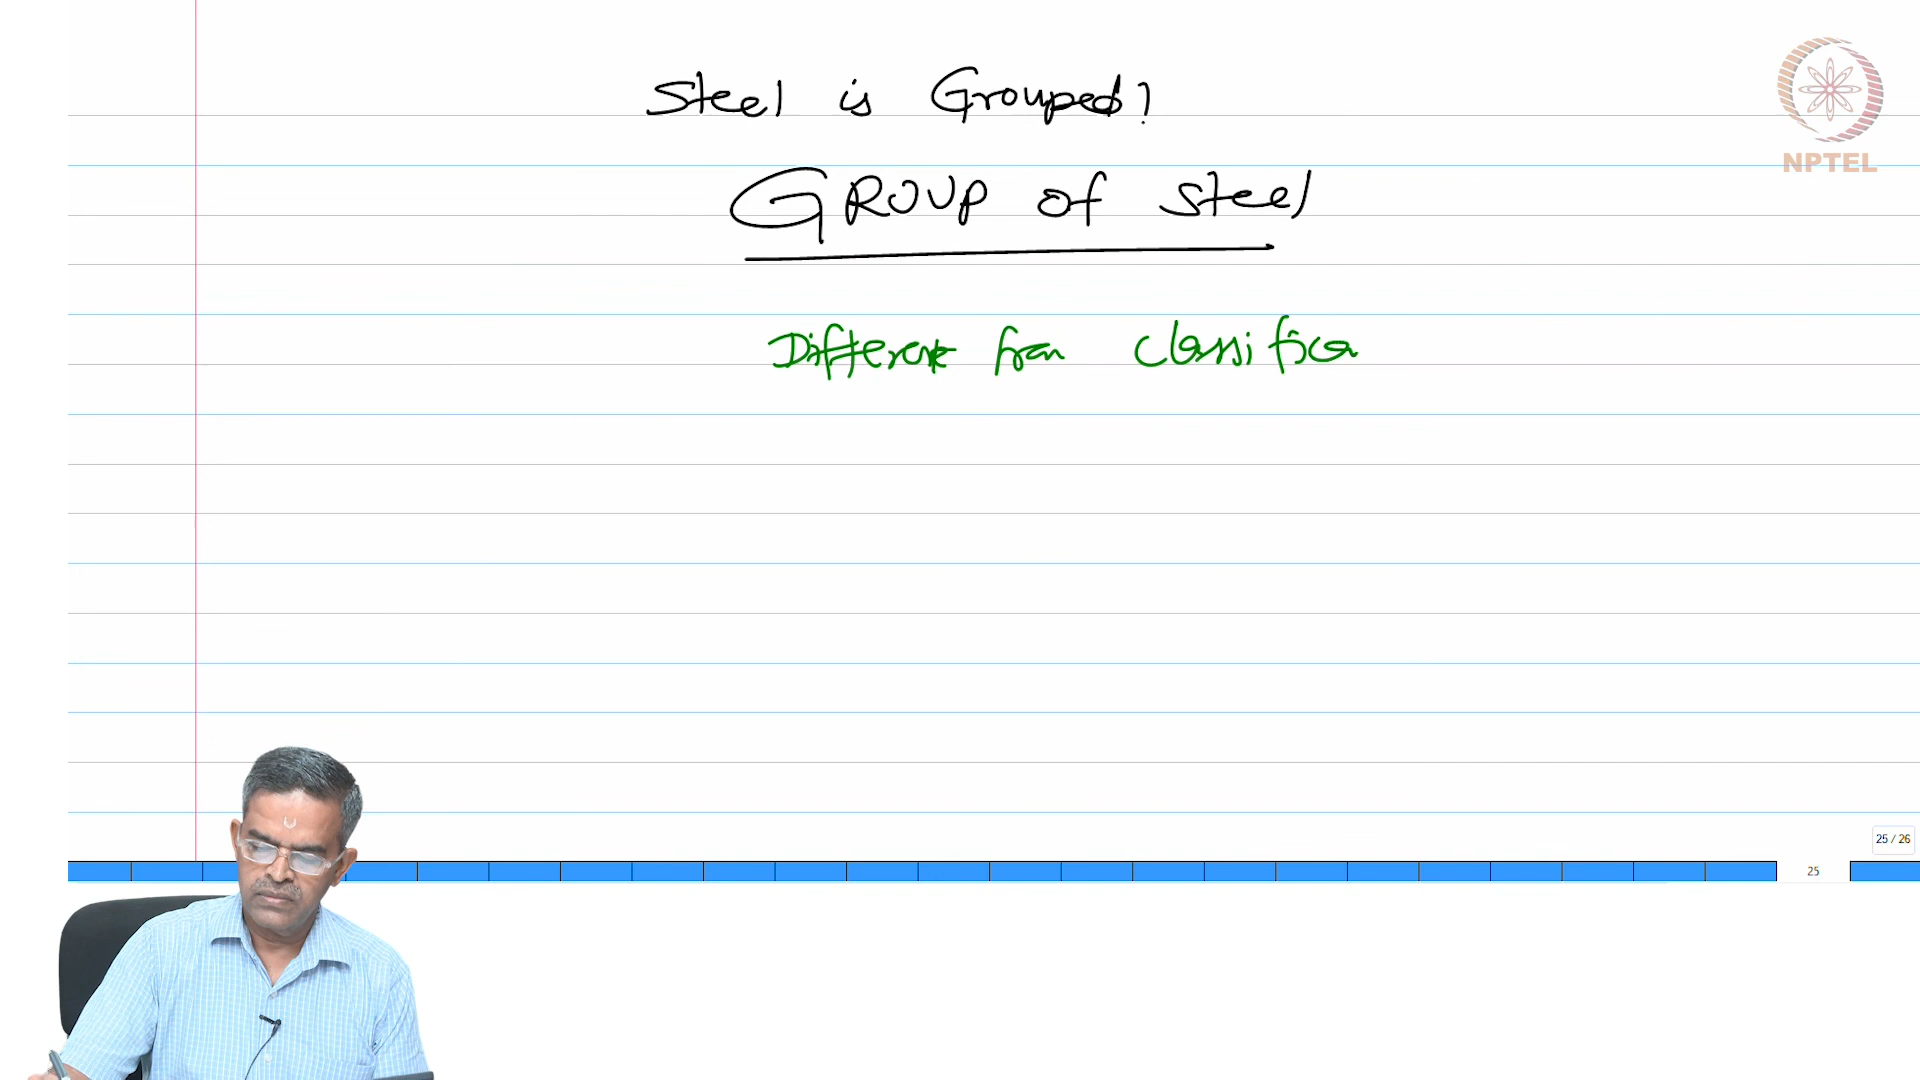 Steel is Grouped?
GROUP of steel
Different from classifica
NPTEL
25 / 26
25